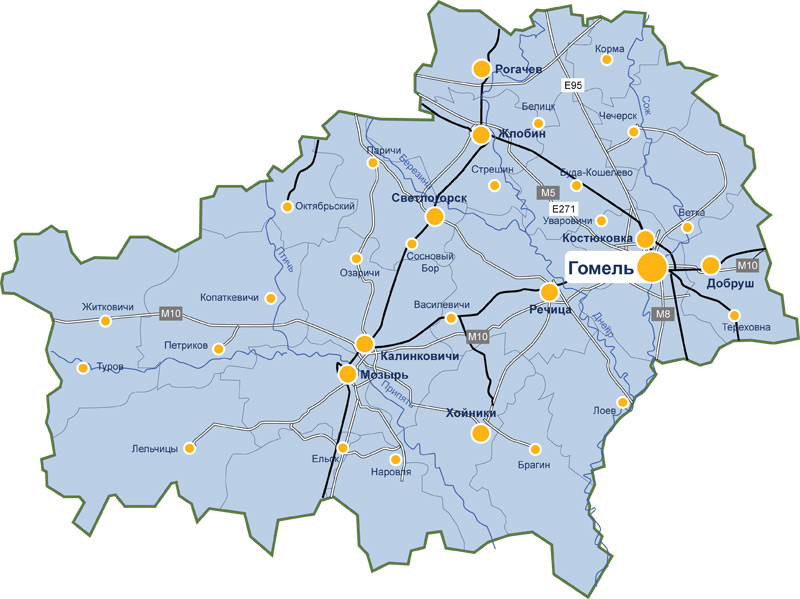 Корма
Рогачев
E95
Сож
Белицк
Чечерск
Жлобин
Паричи
Березина
Стрешин
Буда-Кошелево
M5
Светлогорск
Октябрьский
E271
Уваровичи
Ветка
Костюковка
Птичь
Сосновый
Бор
Озаричи
Гомель
M10
Добруш
Копаткевичи
Житковичи
M10
Василевичи
Речица
Днепр
M8
Тереховна
Петриков
M10
Калинковичи
Туров
Мозырь
Припять
Хойники
Лоев
Лельчицы
Ельск
Наровля
Брагин